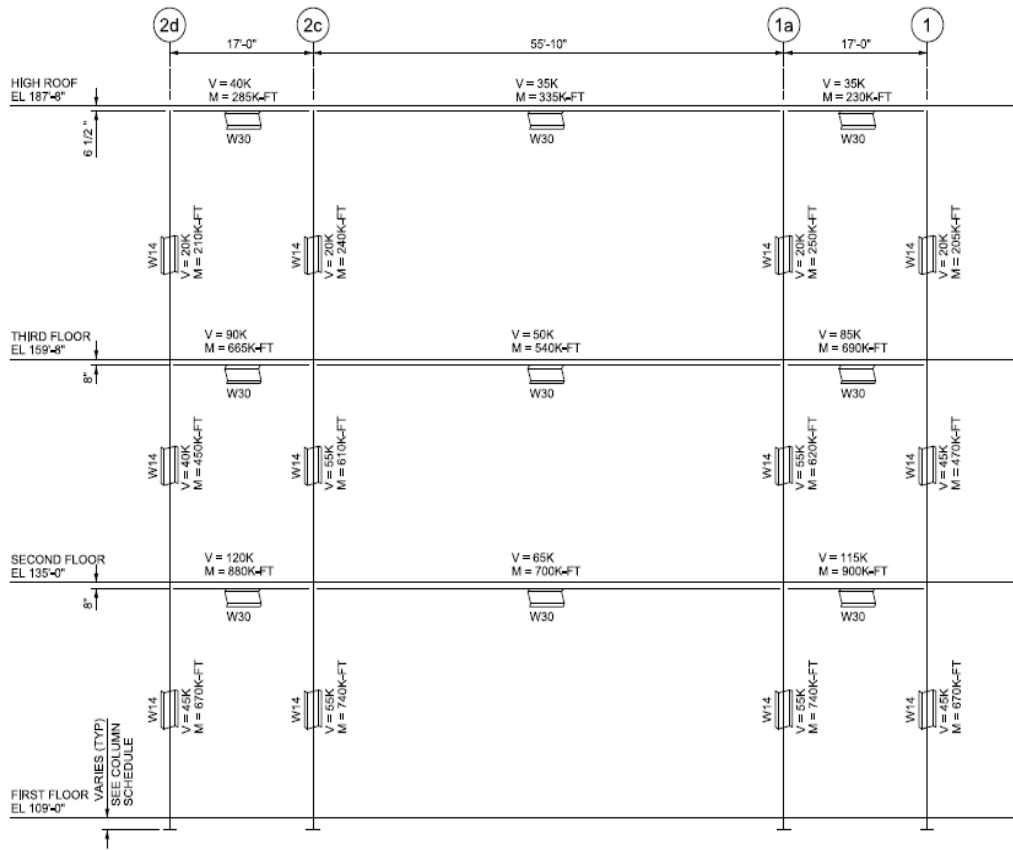 2d
2c
1a
1
17'-0"
55'-10"
17'-0"
HIGH ROOF
EL 187'-8"
V = 40K
M = 285K-FT
V = 35K
M = 335K-FT
V = 35K
M = 230K-FT
6 1/2 "
W30
W30
W30
W14
V = 20K
M = 210K-FT
W14
V = 20K
M = 240K-FT
W14
V = 20K
M = 250K-FT
W14
V = 20K
M = 205K-FT
THIRD FLOOR
EL 159'-8"
V = 90K
M = 665K-FT
V = 50K
M = 540K-FT
V = 85K
M = 690K-FT
8"
W30
W30
W30
W14
V = 40K
M = 450K-FT
W14
V = 55K
M = 610K-FT
W14
V = 55K
M = 620K-FT
W14
V = 45K
M = 470K-FT
SECOND FLOOR
EL 135'-0"
V = 120K
M = 880K-FT
V = 65K
M = 700K-FT
V = 115K
M = 900K-FT
8"
W30
W30
W30
W14
V = 45K
M = 670K-FT
W14
V = 55K
M = 740K-FT
W14
V = 55K
M = 740K-FT
W14
V = 45K
M = 670K-FT
VARIES (TYP)
SEE COLUMN
SCHEDULE
FIRST FLOOR
EL 109'-0"